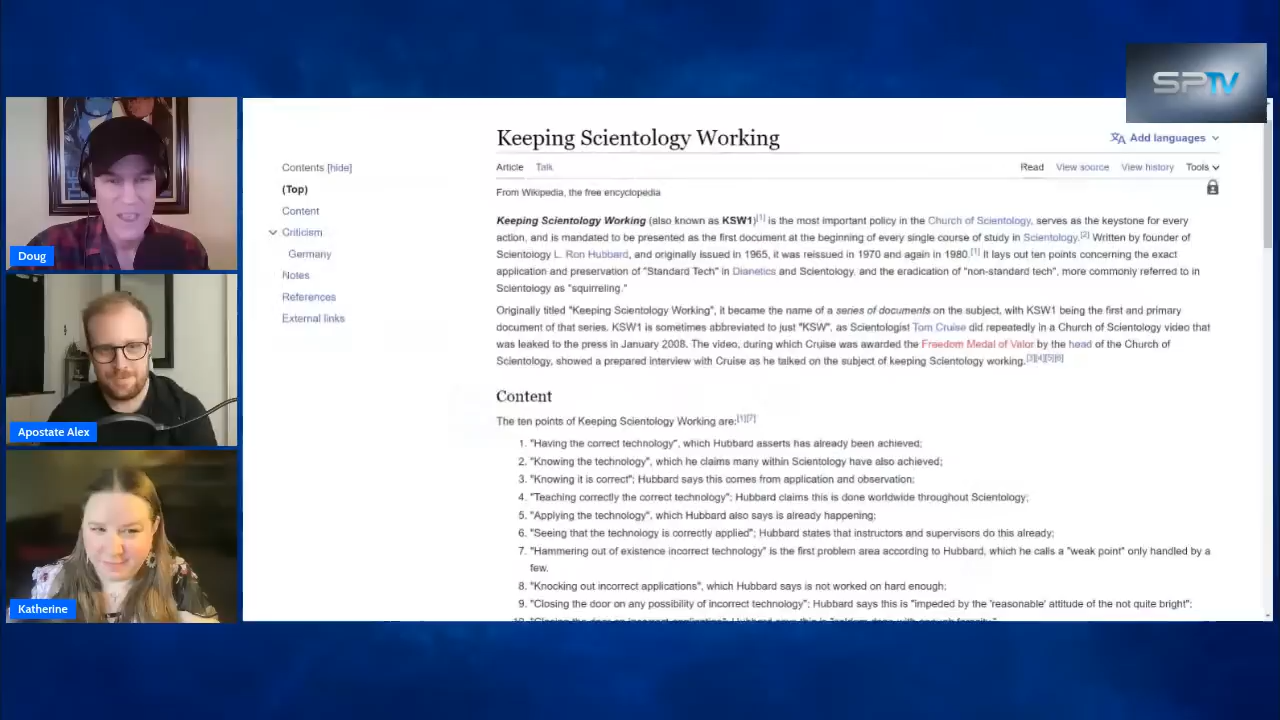 SPTV
Doug
Apostate Alex
Katherine
Keeping Scientology Working
Add languages
Contents [hide]
(Top)
Content
Criticism
Germany
Notes
References
External links
Article Talk Read View source View history Tools
From Wikipedia, the free encyclopedia
Keeping Scientology Working (also known as KSW1)[1] is the most important policy in the Church of Scientology, serves as the keystone for every
action, and is mandated to be presented as the first document at the beginning of every single course of study in Scientology.[2] Written by founder of
Scientology L. Ron Hubbard, and originally issued in 1965, it was reissued in 1970 and again in 1980.[1] It lays out ten points concerning the exact
application and preservation of "Standard Tech" in Dianetics and Scientology, and the eradication of "non-standard tech", more commonly referred to in
Scientology as "squirreling."
Originally titled "Keeping Scientology Working", it became the name of a series of documents on the subject, with KSW1 being the first and primary
document of that series. KSW1 is sometimes abbreviated to just "KSW", as Scientologist Tom Cruise did repeatedly in a Church of Scientology video that
was leaked to the press in January 2008. The video, during which Cruise was awarded the Freedom Medal of Valor by the head of the Church of
Scientology, showed a prepared interview with Cruise as he talked on the subject of keeping Scientology working.[3][4][5][6]
Content
The ten points of Keeping Scientology Working are:[1][7]
1. "Having the correct technology", which Hubbard asserts has already been achieved;
2. "Knowing the technology", which he claims many within Scientology have also achieved;
3. "Knowing it is correct"; Hubbard says this comes from application and observation;
4. "Teaching correctly the correct technology"; Hubbard claims this is done worldwide throughout Scientology;
5. "Applying the technology", which Hubbard also says is already happening;
6. "Seeing that the technology is correctly applied"; Hubbard states that instructors and supervisors do this already;
7. "Hammering out of existence incorrect technology" is the first problem area according to Hubbard, which he calls a "weak point" only handled by a
few.
8. "Knocking out incorrect applications", which Hubbard says is not worked on hard enough;
9. "Closing the door on any possibility of incorrect technology"; Hubbard says this is "impeded by the 'reasonable' attitude of the not quite bright";